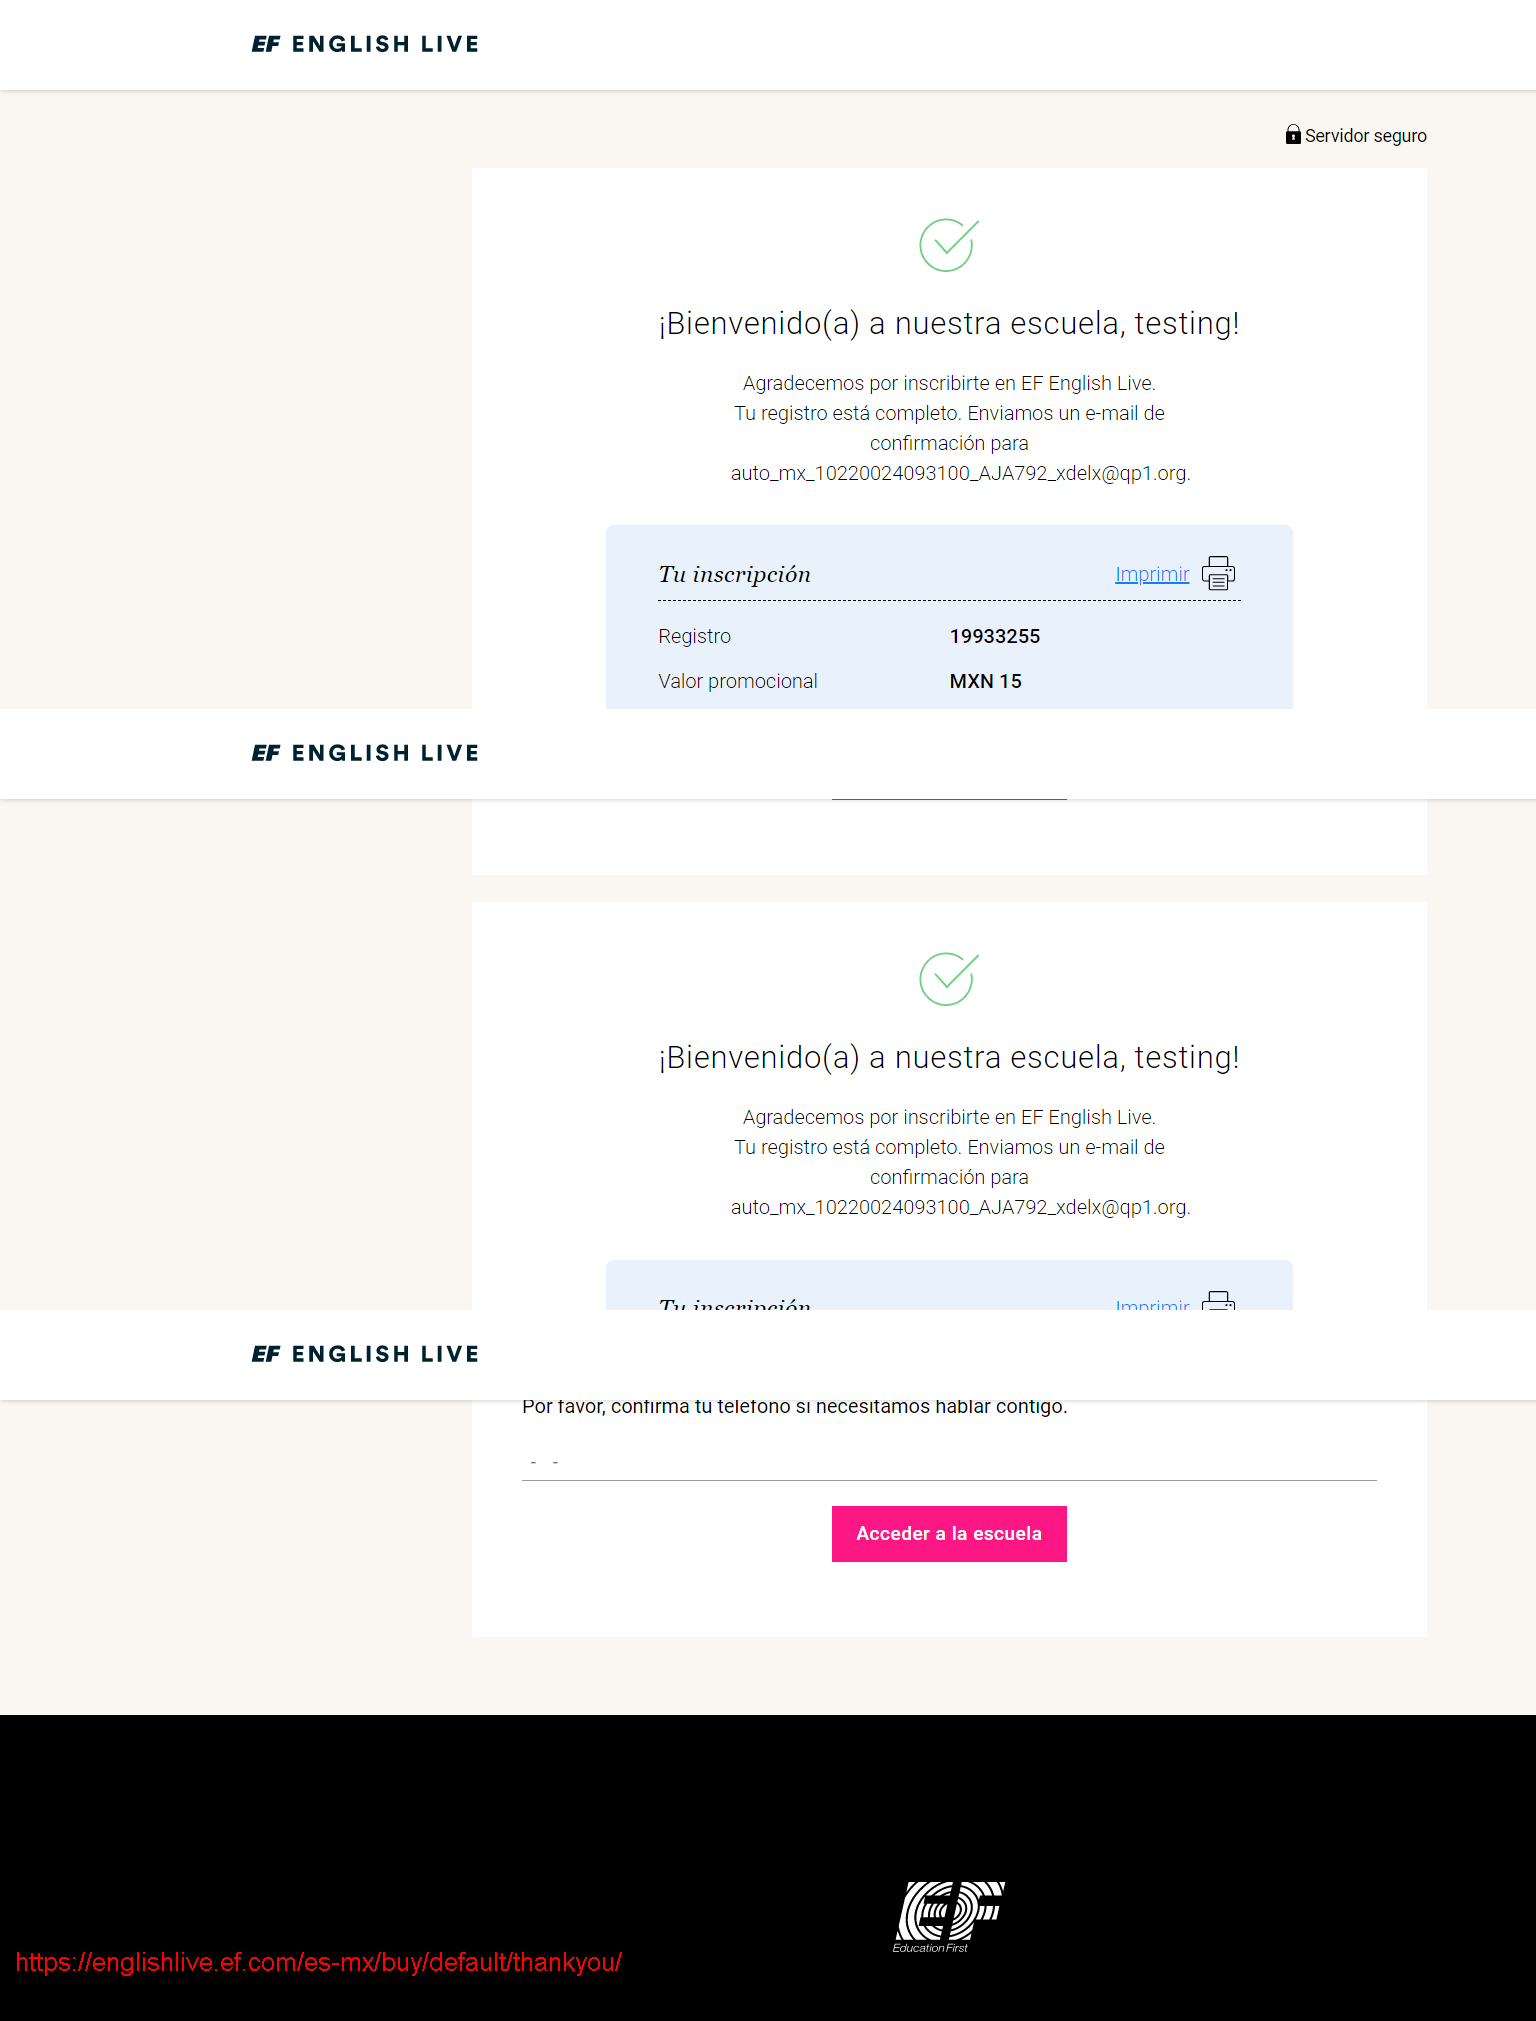 EF ENGLISH LIVE
Servidor seguro
¡Bienvenido(a) a nuestra escuela, testing!
Agradecemos por inscribirte en EF English Live.
Tu registro está completo. Enviamos un e-mail de
confirmación para
auto_mx_10220024093100_AJA792_xdelx@qp1.org.
Tu inscripción Imprimir
Registro 19933255
Valor promocional MXN 15
EF ENGLISH LIVE
¡Bienvenido(a) a nuestra escuela, testing!
Agradecemos por inscribirte en EF English Live.
Tu registro está completo. Enviamos un e-mail de
confirmación para
auto_mx_10220024093100_AJA792_xdelx@qp1.org.
Tu inscripción Imprimir
EF ENGLISH LIVE
Por favor, confirma tu teléfono si necesitamos hablar contigo.
- -
Acceder a la escuela
EF
Education First
https://englishlive.ef.com/es-mx/buy/default/thankyou/